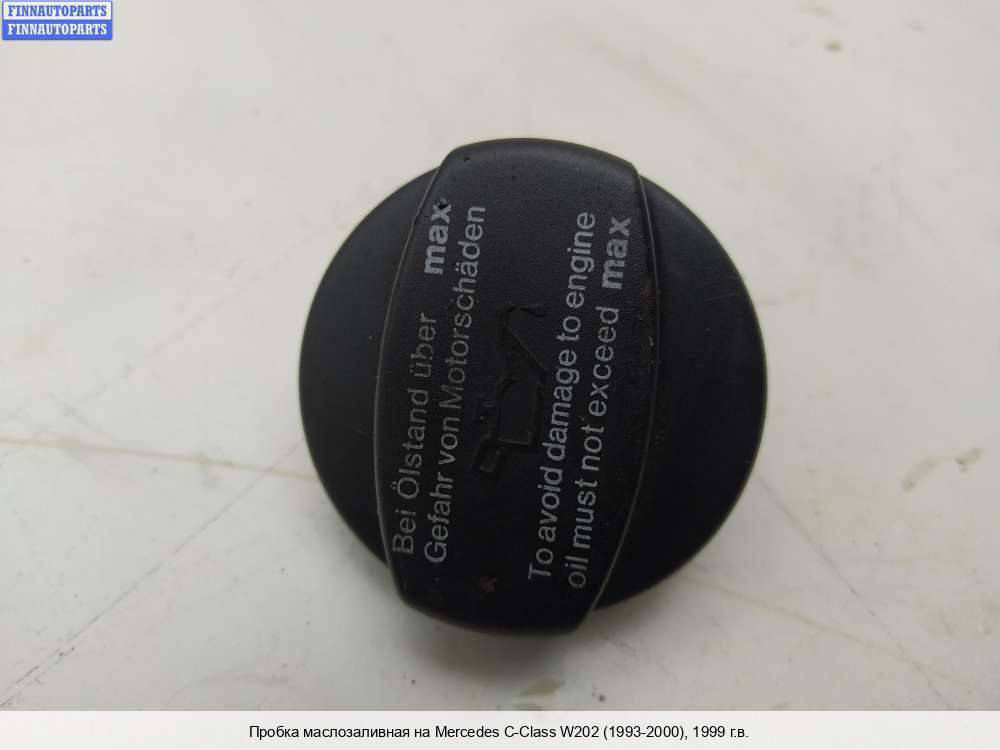 FINNAUTOPARTS
FINNAUTOPARTS
Bei Ölstand über max
Gefahr von Motorschäden
To avoid damage to engine
oil must not exceed max
Пробка маслозаливная на Mercedes C-Class W202 (1993-2000), 1999 г.в.